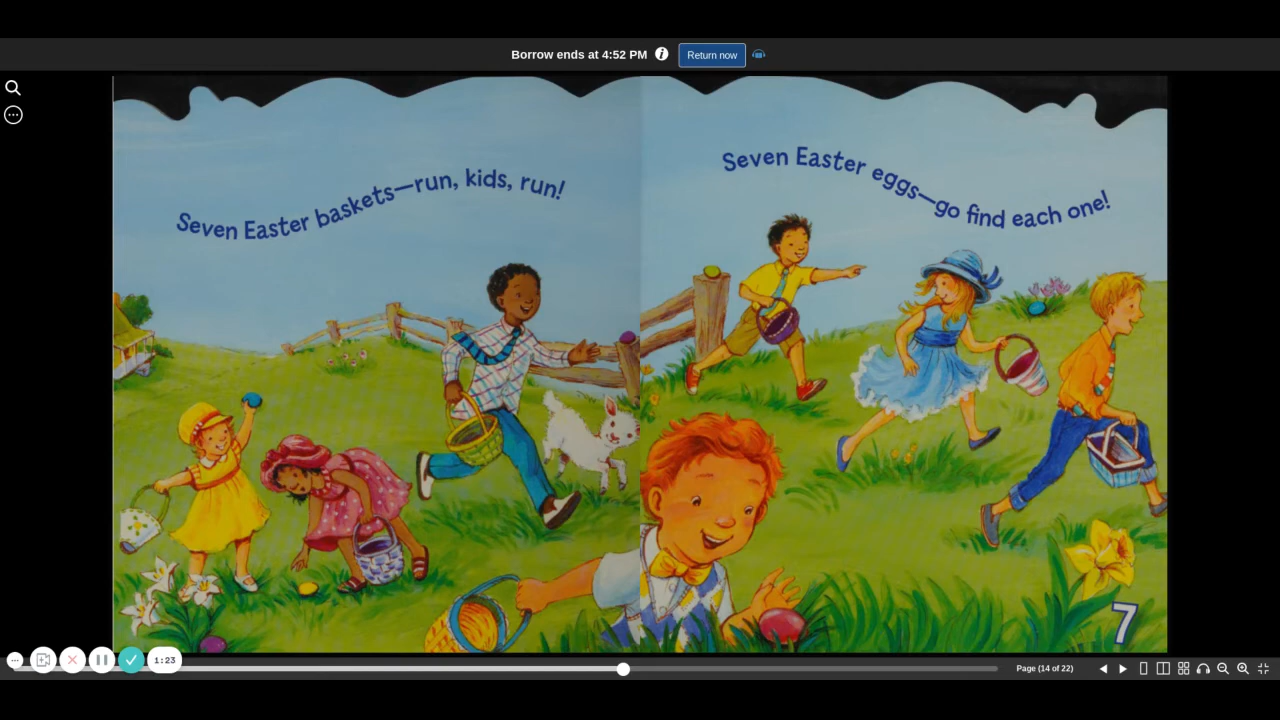 Borrow ends at 4:52 PM
Return now
Seven Easter baskets—run, kids, run!
Seven Easter eggs—go find each one!
7
1:23
Page (14 of 22)